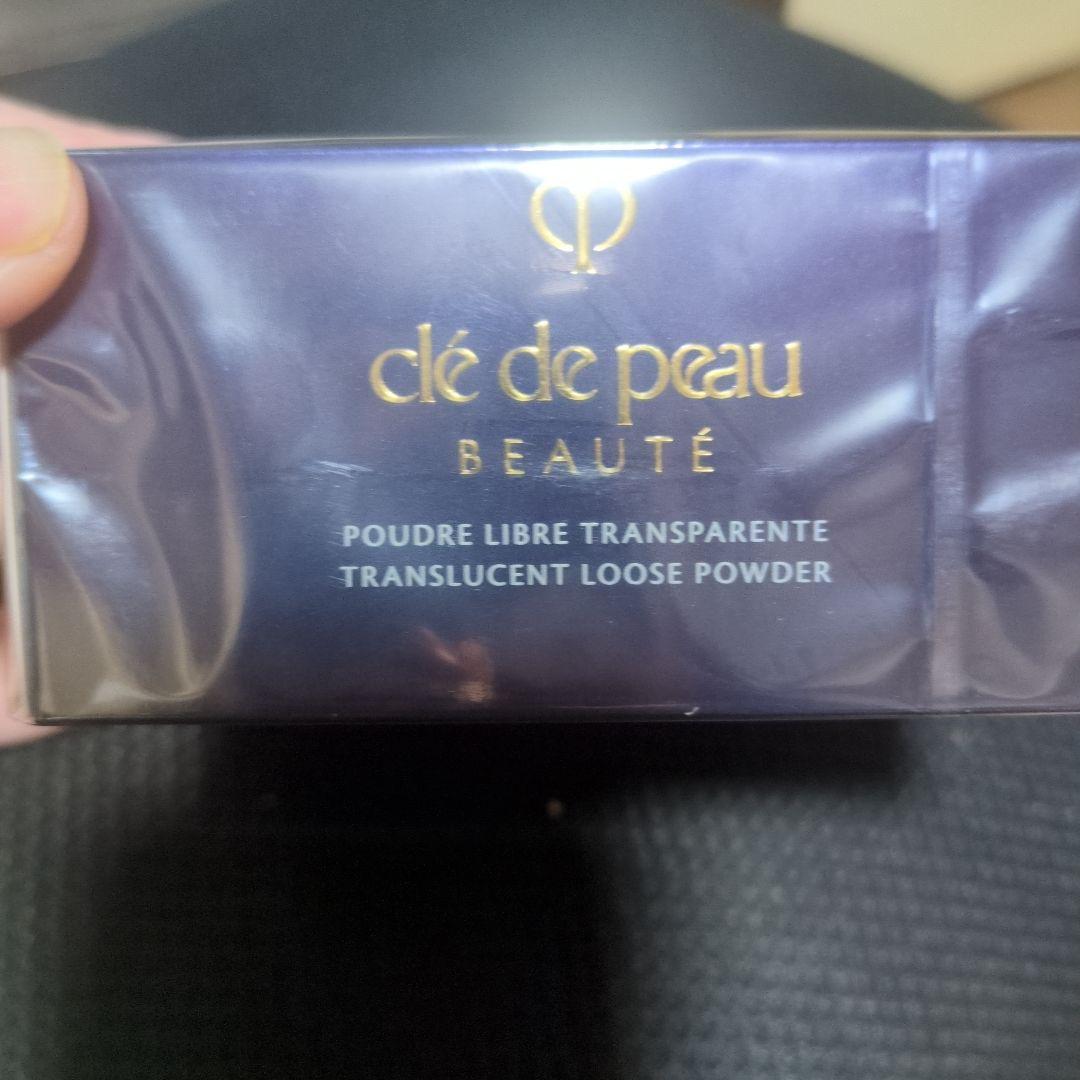 clé de peau
BEAUTÉ
POUDRE LIBRE TRANSPARENTE
TRANSLUCENT LOOSE POWDER